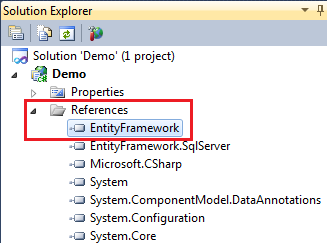 Solution Explorer
Solution 'Demo' (1 project)
Demo
Properties
References
EntityFramework
EntityFramework.SqlServer
Microsoft.CSharp
System
System.ComponentModel.DataAnnotations
System.Configuration
System.Core